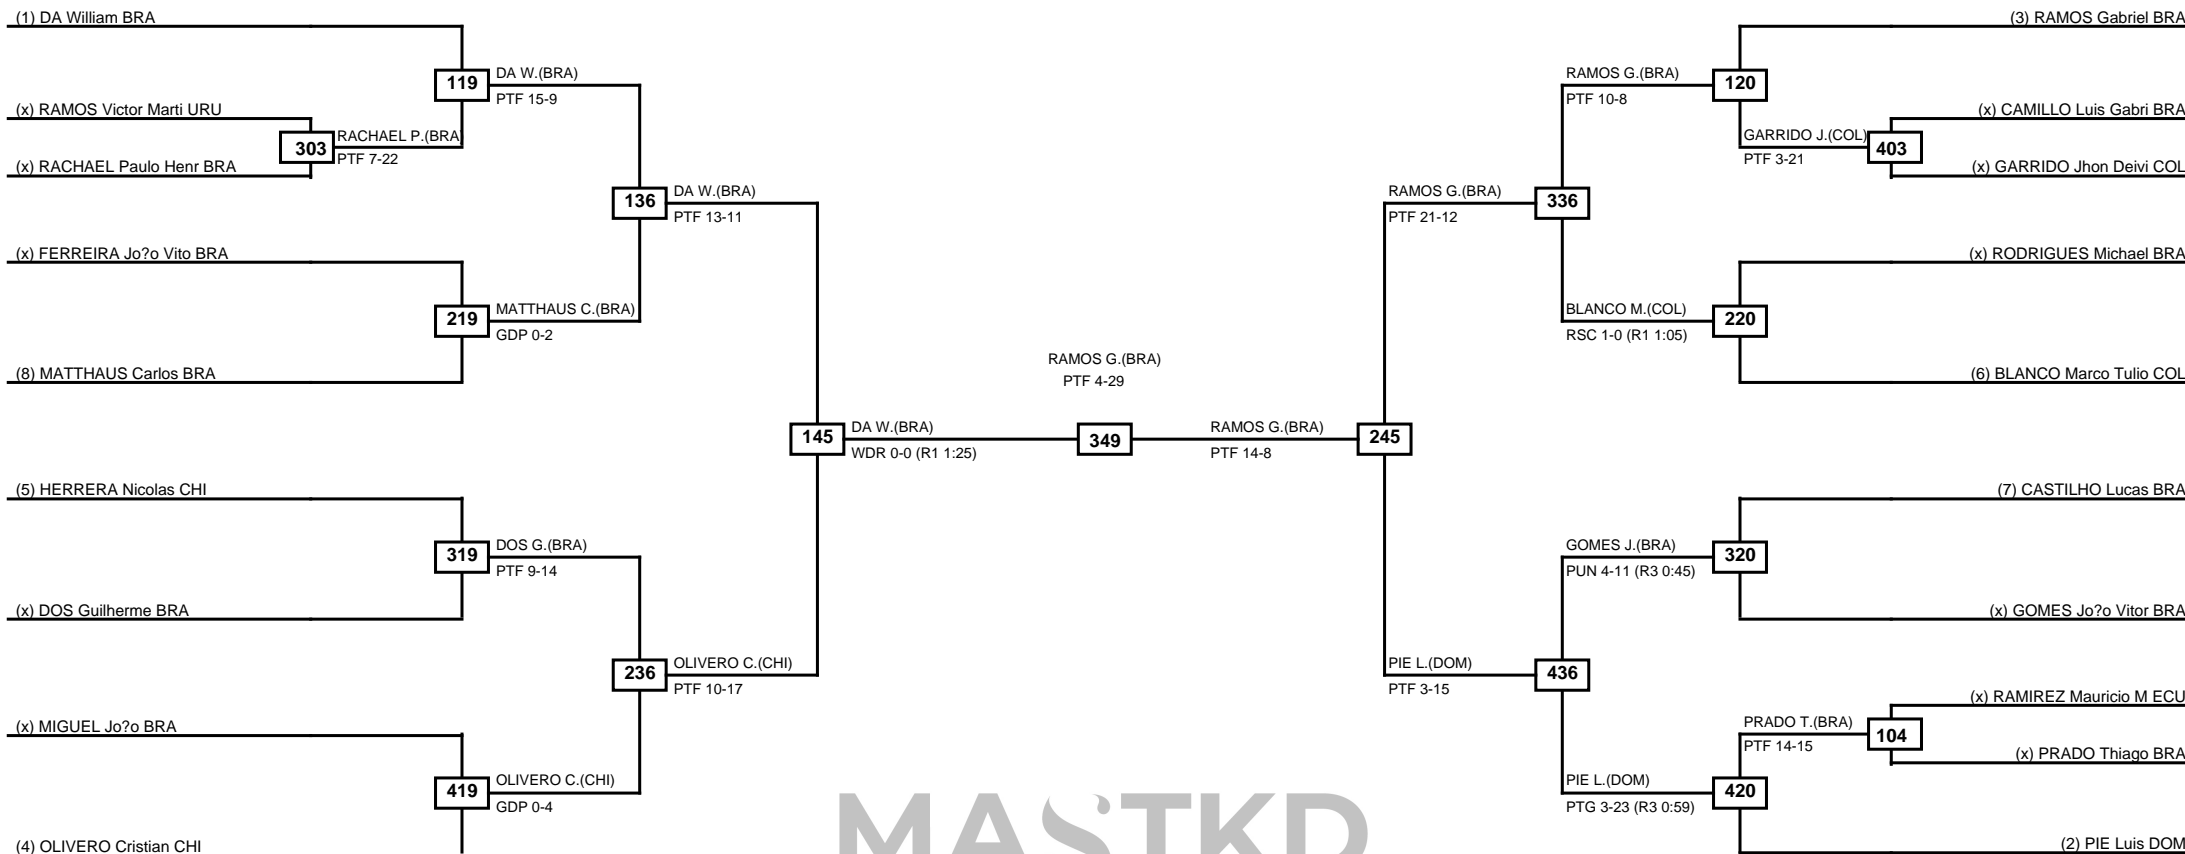 (1) DA William BRA
(x) RAMOS Victor Marti URU
(x) RACHAEL Paulo Henr BRA
(x) FERREIRA Jo?o Vito BRA
(8) MATTHAUS Carlos BRA
(5) HERRERA Nicolas CHI
(x) DOS Guilherme BRA
(x) MIGUEL Jo?o BRA
(4) OLIVERO Cristian CHI
303
RACHAEL P.(BRA)
PTF 7-22
119
DA W.(BRA)
PTF 15-9
219
MATTHAUS C.(BRA)
GDP 0-2
319
DOS G.(BRA)
PTF 9-14
419
OLIVERO C.(CHI)
GDP 0-4
136
DA W.(BRA)
PTF 13-11
236
OLIVERO C.(CHI)
PTF 10-17
145
DA W.(BRA)
WDR 0-0 (R1 1:25)
RAMOS G.(BRA)
PTF 4-29
349
RAMOS G.(BRA)
PTF 14-8
245
RAMOS G.(BRA)
PTF 21-12
336
PIE L.(DOM)
PTF 3-15
436
RAMOS G.(BRA)
PTF 10-8
120
BLANCO M.(COL)
RSC 1-0 (R1 1:05)
220
GOMES J.(BRA)
PUN 4-11 (R3 0:45)
320
PIE L.(DOM)
PTG 3-23 (R3 0:59)
420
GARRIDO J.(COL)
PTF 3-21
403
PRADO T.(BRA)
PTF 14-15
104
(3) RAMOS Gabriel BRA
(x) CAMILLO Luis Gabri BRA
(x) GARRIDO Jhon Deivi COL
(x) RODRIGUES Michael BRA
(6) BLANCO Marco Tulio COL
(7) CASTILHO Lucas BRA
(x) GOMES Jo?o Vitor BRA
(x) RAMIREZ Mauricio M ECU
(x) PRADO Thiago BRA
(2) PIE Luis DOM
MASTKD